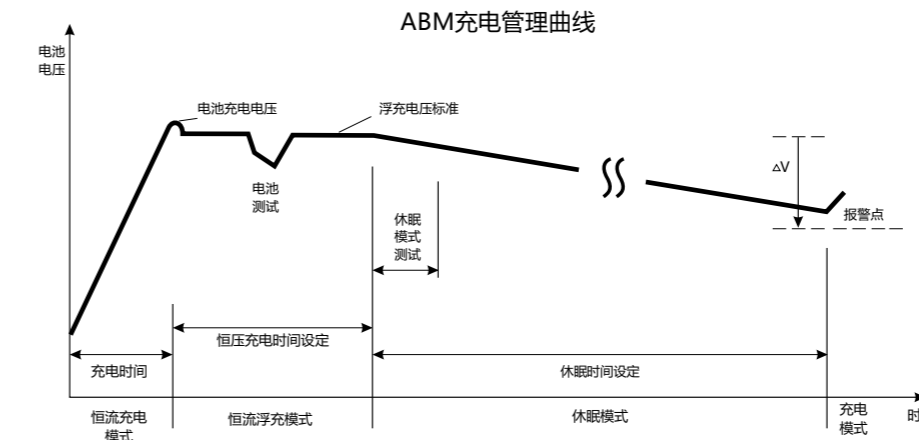 ABM充电管理曲线
电池
电压
电池充电电压
浮充电压标准
电池
测试
△V
报警点
休眠
模式
测试
恒压充电时间设定
充电时间
休眠时间设定
恒流充电
模式
恒流浮充模式
休眠模式
充电
模式
时